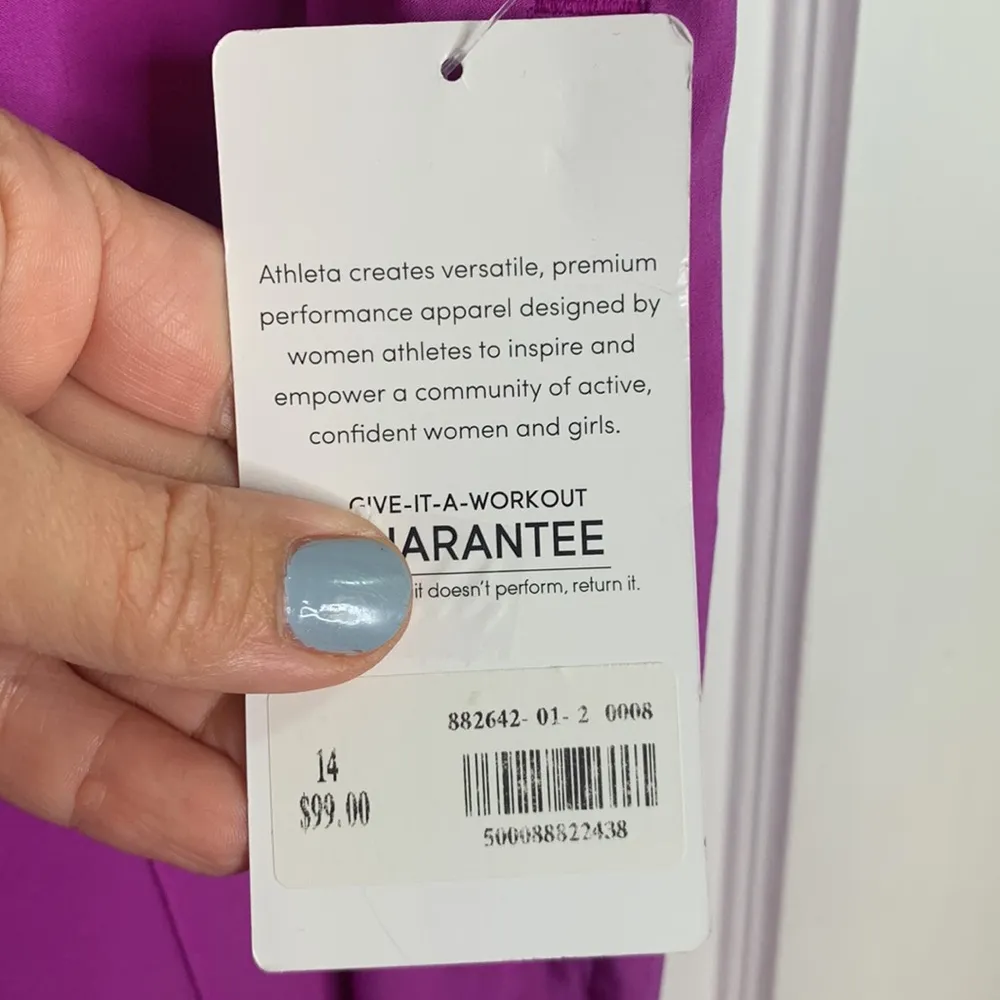 Athleta creates versatile, premium
performance apparel designed by
women athletes to inspire and
empower a community of active,
confident women and girls.
GIVE-IT-A-WORKOUT
ARANTEE
it doesn't perform, return it.
882642- 01- 2 0008
14
$99.00
500088822438